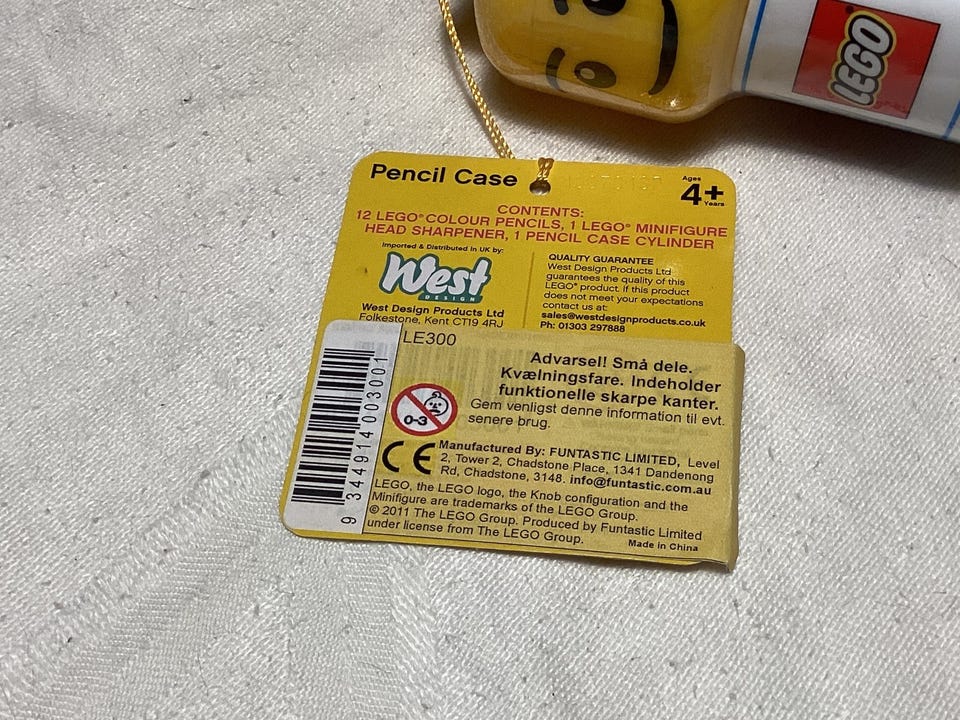 LEGO
Pencil Case
Ages
4+
Years
CONTENTS:
12 LEGO® COLOUR PENCILS, 1 LEGO® MINIFIGURE
HEAD SHARPENER, 1 PENCIL CASE CYLINDER
Imported & Distributed in UK by:
West
DESIGN
West Design Products Ltd
Folkestone, Kent CT19 4RJ
QUALITY GUARANTEE
West Design Products Ltd
guarantees the quality of this
LEGO® product. If this product
does not meet your expectations
contact us at:
sales@westdesignproducts.co.uk
Ph: 01303 297888
LE300
9 344914 003001
Advarsel! Små dele.
Kvælningsfare. Indeholder
funktionelle skarpe kanter.
Gem venligst denne information til evt.
senere brug.
0-3
CE
Manufactured By: FUNTASTIC LIMITED, Level
2, Tower 2, Chadstone Place, 1341 Dandenong
Rd, Chadstone, 3148. info@funtastic.com.au
LEGO, the LEGO logo, the Knob configuration and the
Minifigure are trademarks of the LEGO Group.
© 2011 The LEGO Group. Produced by Funtastic Limited
under license from The LEGO Group.
Made in China